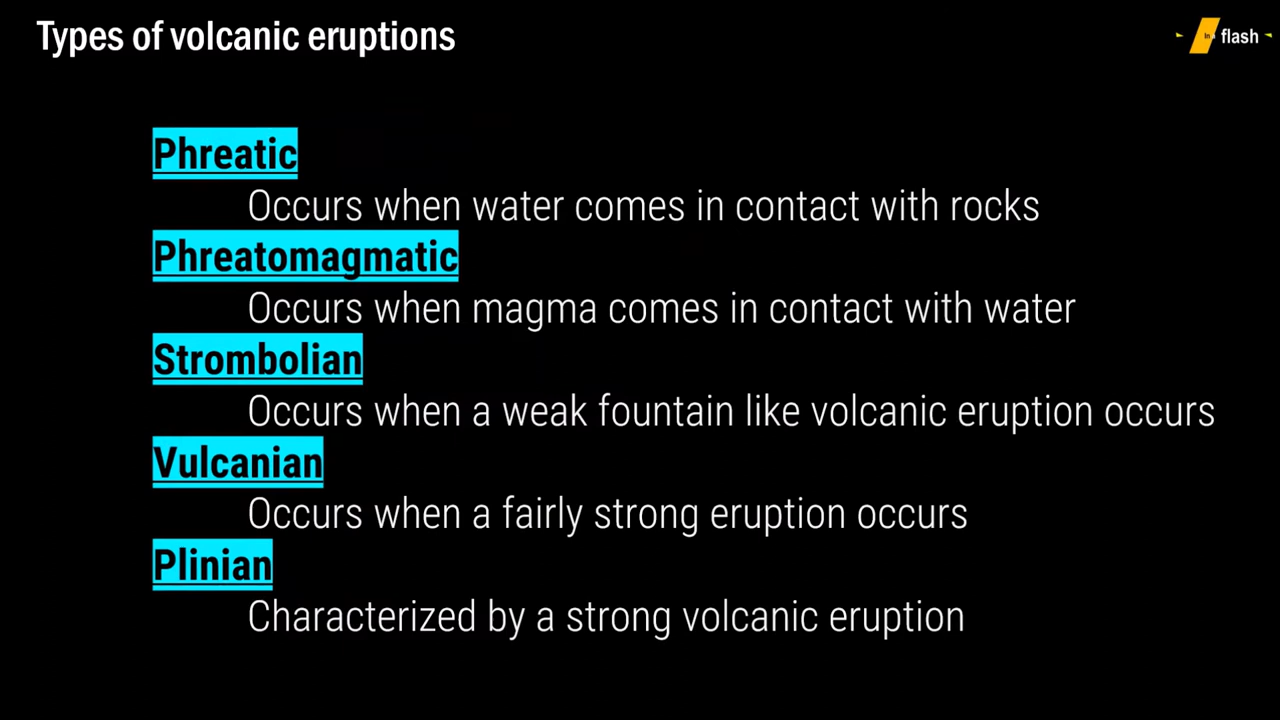 Types of volcanic eruptions
In flash
Phreatic
Occurs when water comes in contact with rocks
Phreatomagmatic
Occurs when magma comes in contact with water
Strombolian
Occurs when a weak fountain like volcanic eruption occurs
Vulcanian
Occurs when a fairly strong eruption occurs
Plinian
Characterized by a strong volcanic eruption